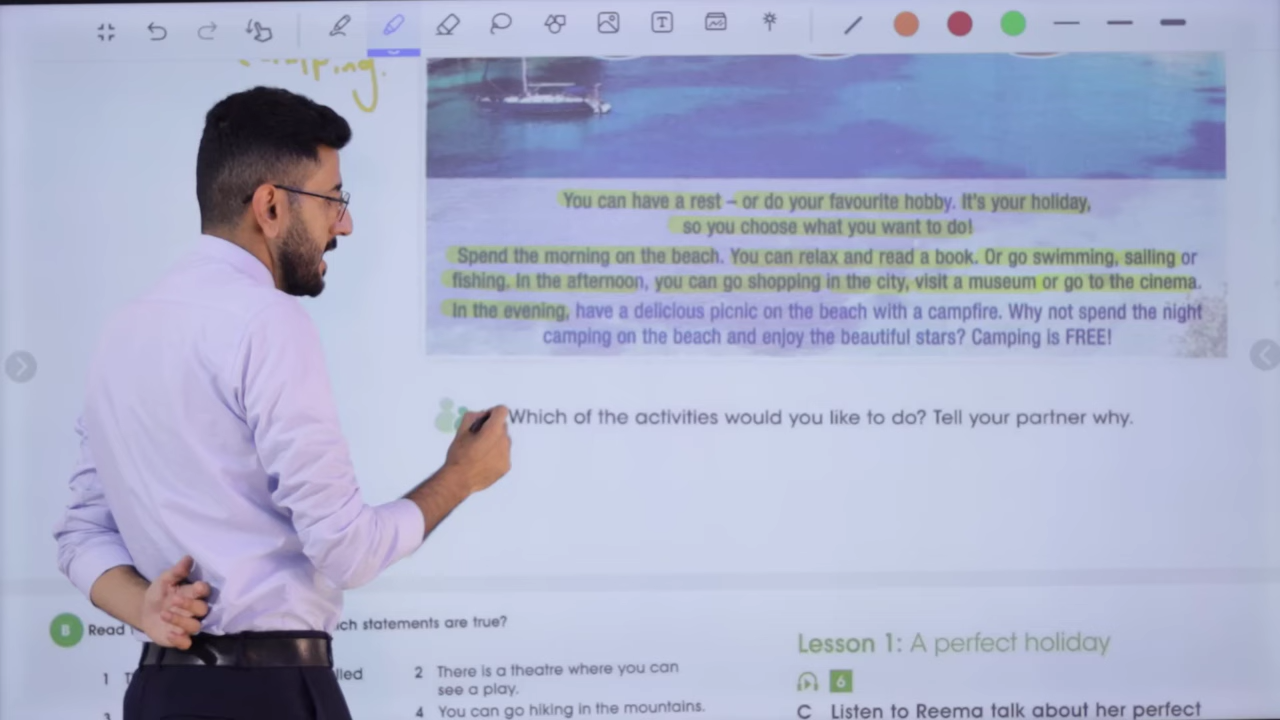 You can have a rest – or do your favourite hobby. It's your holiday,
so you choose what you want to do!
Spend the morning on the beach. You can relax and read a book. Or go swimming, sailing or
fishing. In the afternoon, you can go shopping in the city, visit a museum or go to the cinema.
In the evening, have a delicious picnic on the beach with a campfire. Why not spend the night
camping on the beach and enjoy the beautiful stars? Camping is FREE!
Which of the activities would you like to do? Tell your partner why.
B Read
statements are true?
1
2 There is a theatre where you can
see a play.
4 You can go hiking in the mountains.
Lesson 1: A perfect holiday
6
C Listen to Reema talk about her perfect